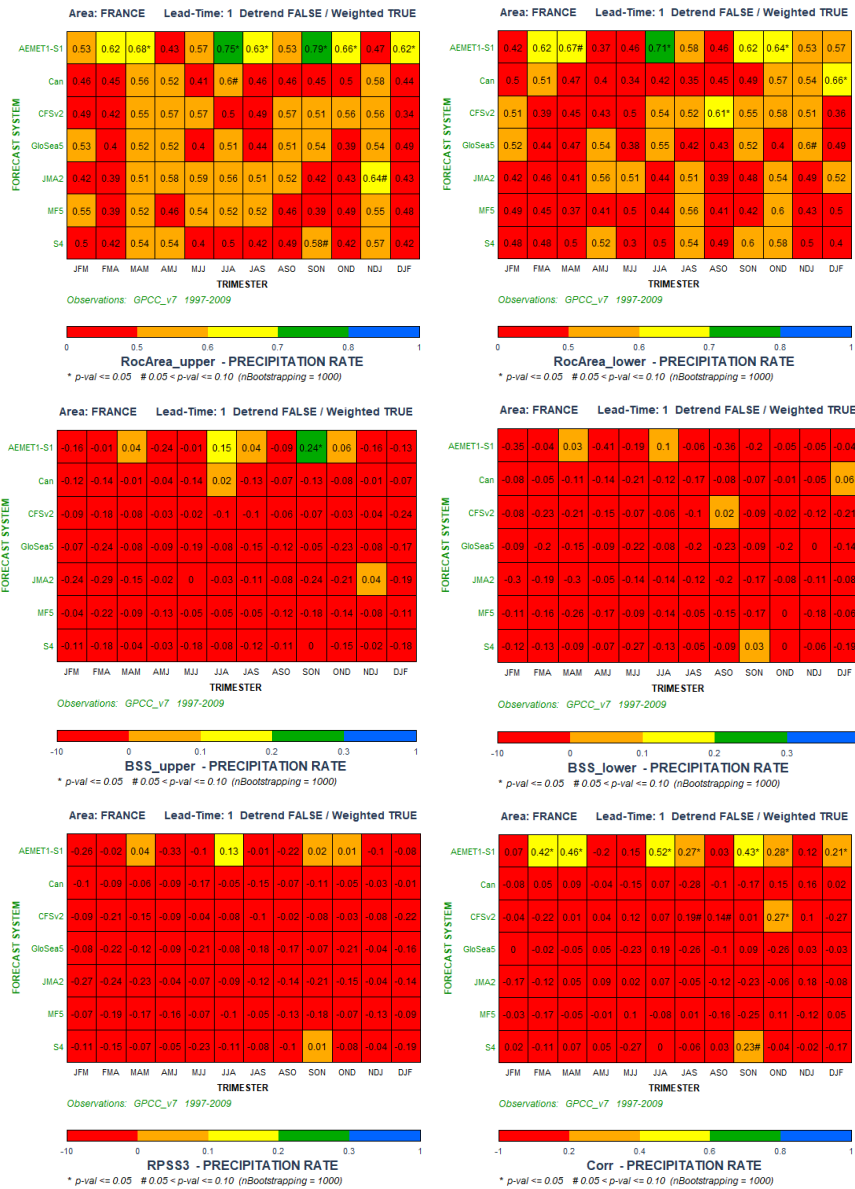 Area: FRANCE Lead-Time: 1 Detrend FALSE / Weighted TRUE
FORECAST SYSTEM
AEMET1-S1 0.53 0.62 0.68* 0.43 0.57 0.75* 0.63* 0.53 0.79* 0.66* 0.47 0.62*
Can 0.46 0.45 0.56 0.52 0.41 0.6# 0.46 0.46 0.45 0.5 0.58 0.44
CFSv2 0.49 0.42 0.55 0.57 0.57 0.5 0.49 0.57 0.51 0.56 0.56 0.34
GloSea5 0.53 0.4 0.52 0.52 0.4 0.51 0.44 0.51 0.54 0.39 0.54 0.49
JMA2 0.42 0.39 0.51 0.58 0.59 0.56 0.51 0.52 0.42 0.43 0.64# 0.43
MF5 0.55 0.39 0.52 0.46 0.54 0.52 0.52 0.46 0.39 0.49 0.55 0.48
S4 0.5 0.42 0.54 0.54 0.4 0.5 0.42 0.49 0.58# 0.42 0.57 0.42
JFM FMA MAM AMJ MJJ JJA JAS ASO SON OND NDJ DJF
TRIMESTER
Observations: GPCC_v7 1997-2009
0 0.5 0.6 0.7 0.8 1
RocArea_upper - PRECIPITATION RATE
* p-val <= 0.05 # 0.05 < p-val <= 0.10 (nBootstrapping = 1000)
Area: FRANCE Lead-Time: 1 Detrend FALSE / Weighted TRUE
FORECAST SYSTEM
AEMET1-S1 0.42 0.62 0.67# 0.37 0.46 0.71* 0.58 0.46 0.62 0.64* 0.53 0.57
Can 0.5 0.51 0.47 0.4 0.34 0.42 0.35 0.45 0.49 0.57 0.54 0.66*
CFSv2 0.51 0.39 0.45 0.43 0.5 0.54 0.52 0.61* 0.55 0.58 0.51 0.35
GloSea5 0.52 0.44 0.47 0.54 0.38 0.55 0.42 0.43 0.52 0.4 0.6# 0.49
JMA2 0.42 0.46 0.41 0.56 0.51 0.44 0.51 0.39 0.48 0.54 0.49 0.52
MF5 0.49 0.45 0.37 0.41 0.5 0.44 0.56 0.41 0.42 0.6 0.43 0.5
S4 0.48 0.48 0.5 0.52 0.3 0.5 0.54 0.49 0.6 0.58 0.5 0.4
JFM FMA MAM AMJ MJJ JJA JAS ASO SON OND NDJ DJF
TRIMESTER
Observations: GPCC_v7 1997-2009
0 0.5 0.6 0.7 0.8 1
RocArea_lower - PRECIPITATION RATE
* p-val <= 0.05 # 0.05 < p-val <= 0.10 (nBootstrapping = 1000)
Area: FRANCE Lead-Time: 1 Detrend FALSE / Weighted TRUE
FORECAST SYSTEM
AEMET1-S1 -0.16 -0.01 0.04 -0.24 -0.01 0.15 0.04 -0.09 0.24* 0.06 -0.16 -0.13
Can -0.12 -0.14 -0.01 -0.04 -0.14 0.02 -0.13 -0.07 -0.13 -0.08 -0.01 -0.07
CFSv2 -0.09 -0.16 -0.08 -0.03 -0.02 -0.1 -0.1 -0.06 -0.07 -0.03 -0.04 -0.24
GloSea5 -0.07 -0.24 -0.08 -0.09 -0.19 -0.08 -0.15 -0.12 -0.05 -0.23 -0.08 -0.17
JMA2 -0.24 -0.29 -0.15 -0.02 0 -0.03 -0.11 -0.08 -0.24 -0.21 0.04 -0.19
MF5 -0.04 -0.22 -0.09 -0.13 -0.05 -0.05 -0.05 -0.12 -0.18 -0.14 -0.08 -0.11
S4 -0.11 -0.18 -0.04 -0.03 -0.18 -0.08 -0.12 -0.11 0 -0.15 -0.02 -0.18
JFM FMA MAM AMJ MJJ JJA JAS ASO SON OND NDJ DJF
TRIMESTER
Observations: GPCC_v7 1997-2009
-10 0 0.1 0.2 0.3 1
BSS_upper - PRECIPITATION RATE
* p-val <= 0.05 # 0.05 < p-val <= 0.10 (nBootstrapping = 1000)
Area: FRANCE Lead-Time: 1 Detrend FALSE / Weighted TRUE
FORECAST SYSTEM
AEMET1-S1 -0.35 -0.04 0.03 -0.41 -0.19 0.1 -0.06 -0.36 -0.2 -0.05 -0.05 -0.04
Can -0.08 -0.05 -0.11 -0.14 -0.21 -0.12 -0.17 -0.08 -0.07 -0.01 -0.05 0.06
CFSv2 -0.08 -0.23 -0.21 -0.15 -0.07 -0.06 -0.1 0.02 -0.09 -0.02 -0.12 -0.21
GloSea5 -0.09 -0.2 -0.15 -0.09 -0.22 -0.08 -0.2 -0.23 -0.09 -0.2 0 -0.14
JMA2 -0.3 -0.19 -0.3 -0.05 -0.14 -0.14 -0.12 -0.2 -0.17 -0.08 -0.11 -0.08
MF5 -0.11 -0.16 -0.26 -0.17 -0.09 -0.14 -0.05 -0.15 -0.17 0 -0.18 -0.06
S4 -0.12 -0.13 -0.09 -0.07 -0.27 -0.13 -0.05 -0.09 0.03 0 -0.06 -0.19
JFM FMA MAM AMJ MJJ JJA JAS ASO SON OND NDJ DJF
TRIMESTER
Observations: GPCC_v7 1997-2009
-10 0 0.1 0.2 0.3
BSS_lower - PRECIPITATION RATE
* p-val <= 0.05 # 0.05 < p-val <= 0.10 (nBootstrapping = 1000)
Area: FRANCE Lead-Time: 1 Detrend FALSE / Weighted TRUE
FORECAST SYSTEM
AEMET1-S1 -0.26 -0.02 0.04 -0.33 -0.1 0.13 -0.01 -0.22 0.02 0.01 -0.1 -0.08
Can -0.1 -0.09 -0.06 -0.09 -0.17 -0.05 -0.15 -0.07 -0.11 -0.05 -0.03 -0.01
CFSv2 -0.09 -0.21 -0.15 -0.09 -0.04 -0.08 -0.1 -0.02 -0.08 -0.03 -0.08 -0.22
GloSea5 -0.08 -0.22 -0.12 -0.09 -0.21 -0.08 -0.18 -0.17 -0.07 -0.21 -0.04 -0.16
JMA2 -0.27 -0.24 -0.23 -0.04 -0.07 -0.09 -0.12 -0.14 -0.21 -0.15 -0.04 -0.14
MF5 -0.07 -0.19 -0.17 -0.16 -0.07 -0.1 -0.05 -0.13 -0.18 -0.07 -0.13 -0.09
S4 -0.11 -0.15 -0.07 -0.05 -0.23 -0.11 -0.08 -0.1 0.01 -0.08 -0.04 -0.19
JFM FMA MAM AMJ MJJ JJA JAS ASO SON OND NDJ DJF
TRIMESTER
Observations: GPCC_v7 1997-2009
-10 0 0.1 0.2 0.3 1
RPSS3 - PRECIPITATION RATE
* p-val <= 0.05 # 0.05 < p-val <= 0.10 (nBootstrapping = 1000)
Area: FRANCE Lead-Time: 1 Detrend FALSE / Weighted TRUE
FORECAST SYSTEM
AEMET1-S1 0.07 0.42* 0.46* -0.2 0.15 0.52* 0.27* 0.03 0.43* 0.28* 0.12 0.21*
Can -0.08 0.05 0.09 -0.04 -0.15 0.07 -0.28 -0.1 -0.17 0.15 0.16 0.02
CFSv2 -0.04 -0.22 0.01 0.04 0.12 0.07 0.19# 0.14# 0.01 0.27* 0.1 -0.27
GloSea5 0 -0.02 -0.05 0.05 -0.23 0.19 -0.26 -0.1 0.09 -0.26 0.03 -0.03
JMA2 -0.17 -0.12 0.05 0.09 0.02 0.07 -0.05 -0.12 -0.23 -0.06 0.18 -0.08
MF5 -0.03 -0.17 -0.05 -0.01 0.1 -0.08 0.01 -0.16 -0.25 0.11 -0.12 0.05
S4 0.02 -0.11 0.07 0.05 -0.27 0 -0.06 0.03 0.23# -0.04 -0.02 -0.17
JFM FMA MAM AMJ MJJ JJA JAS ASO SON OND NDJ DJF
TRIMESTER
Observations: GPCC_v7 1997-2009
-1 0.2 0.4 0.6 0.8 1
Corr - PRECIPITATION RATE
* p-val <= 0.05 # 0.05 < p-val <= 0.10 (nBootstrapping = 1000)